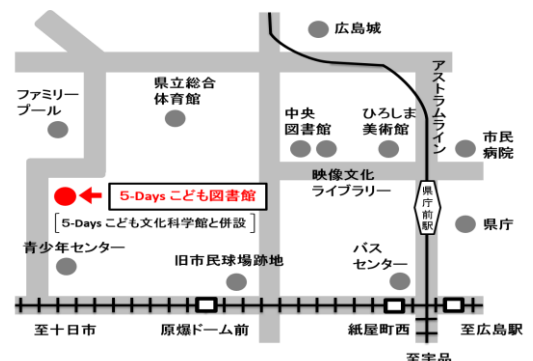 広島城
アストラムライン
県立総合
体育館
ファミリー
プール
中央
図書館
ひろしま
美術館
市民
病院
映像文化
ライブラリー
5-Days こども図書館
5-Days こども文化科学館と併設
県庁前駅
県庁
青少年センター
旧市民球場跡地
バス
センター
至十日市
原爆ドーム前
紙屋町西
至広島駅
至宇品